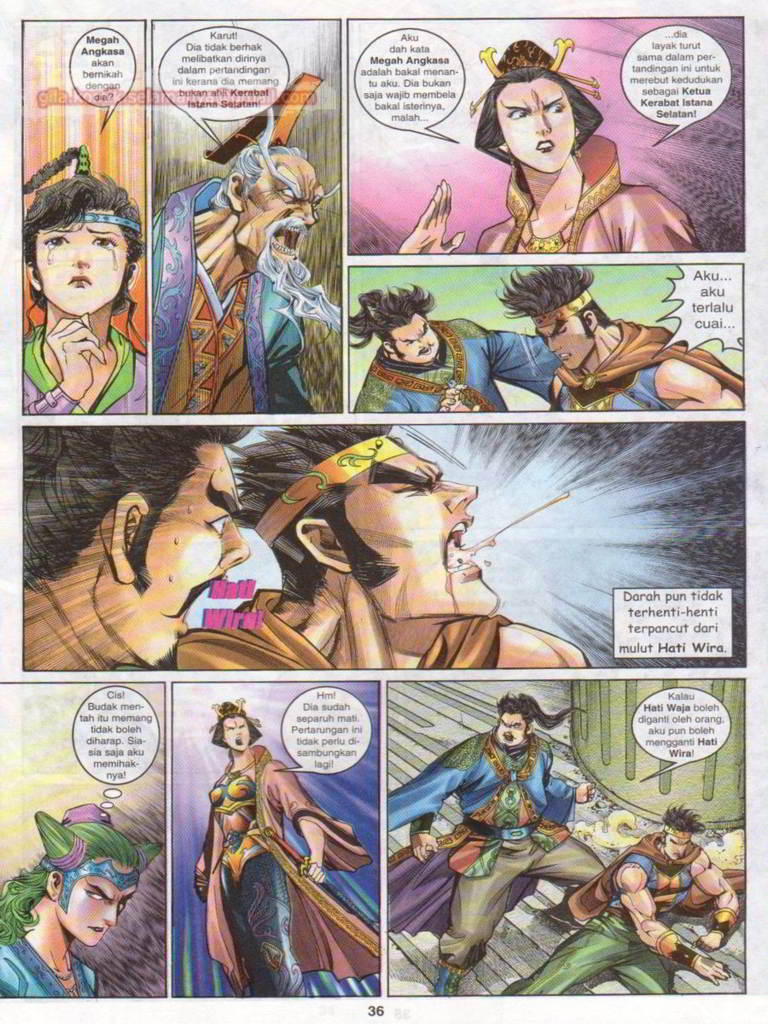 Megah
Angkasa
akan
bernikah
dengan
dia?
Karut!
Dia tidak berhak
melibatkan dirinya
dalam pertandingan
ini kerana dia memang
bukan ahli Kerabat
Istana Selatan!
Aku
dah kata
Megah Angkasa
adalah bakal menan-
tu aku. Dia bukan
saja wajib membela
bakal isterinya,
malah...
...dia
layak turut
sama dalam per-
tandingan ini untuk
merebut kedudukan
sebagai Ketua
Kerabat Istana
Selatan!
Aku...
aku
terlalu
cuai...
Hati
Wira!
Darah pun tidak
terhenti-henti
terpancut dari
mulut Hati Wira.
Cis!
Budak men-
tah itu memang
tidak boleh
diharap. Sia-
sia saja aku
memihak-
nya!
Hm!
Dia sudah
separuh mati.
Pertarungan ini
tidak perlu di-
sambungkan
lagi!
Kalau
Hati Waja boleh
diganti oleh orang,
aku pun boleh
mengganti Hati
Wira!
36